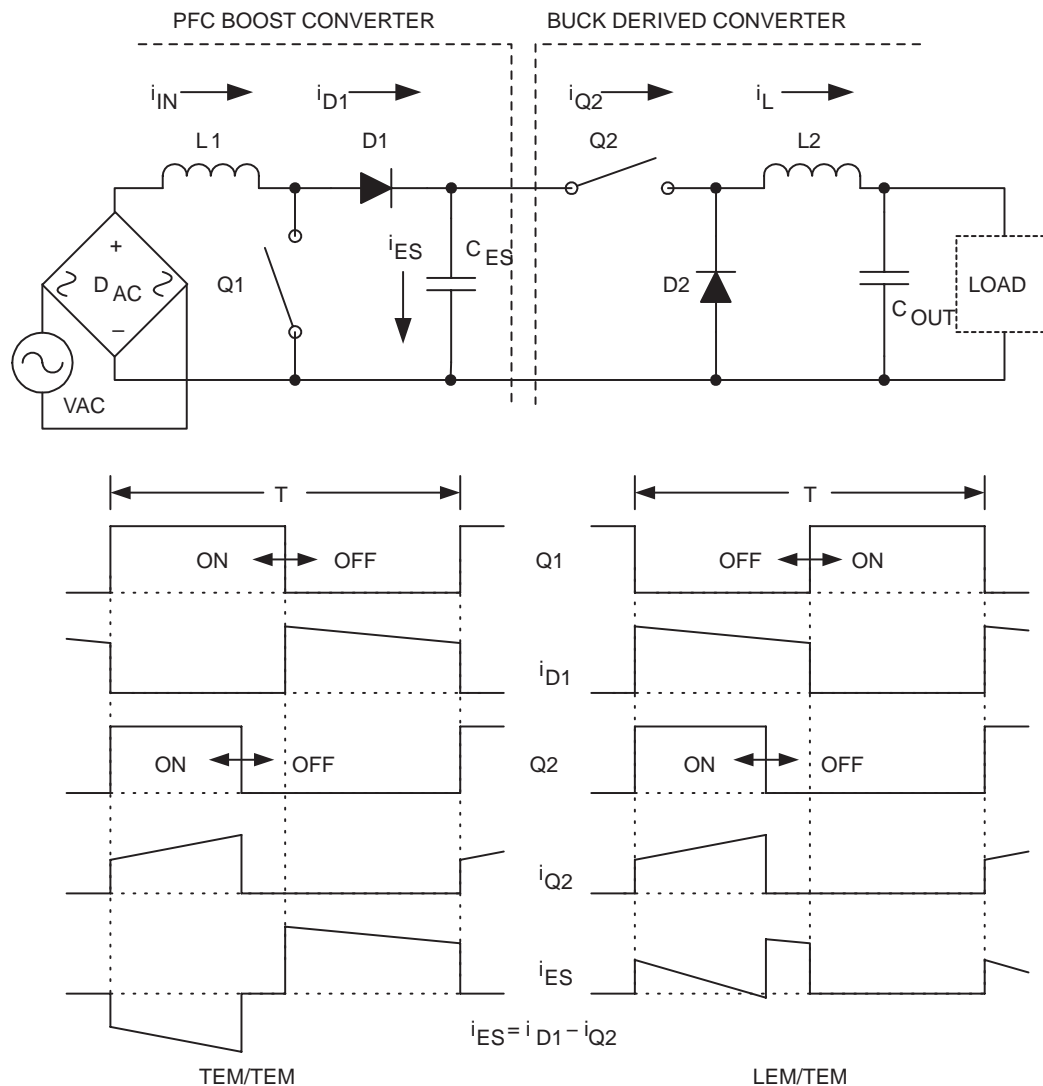 PFC BOOST CONVERTER
BUCK DERIVED CONVERTER
iIN
iD1
iQ2
iL
L1
D1
Q2
L2
+
DAC
−
Q1
iES
CES
D2
COUT
LOAD
VAC
T
T
ON
OFF
Q1
OFF
ON
iD1
ON
OFF
Q2
ON
OFF
iQ2
iES
iES = iD1 − iQ2
TEM/TEM
LEM/TEM